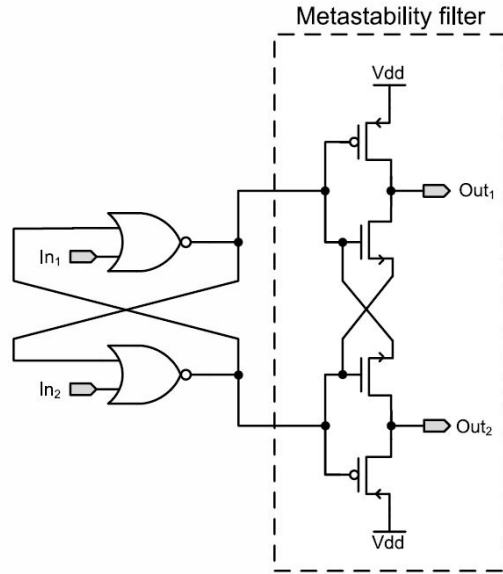 Metastability filter
Vdd
Out₁
In₁
In₂
Out₂
Vdd